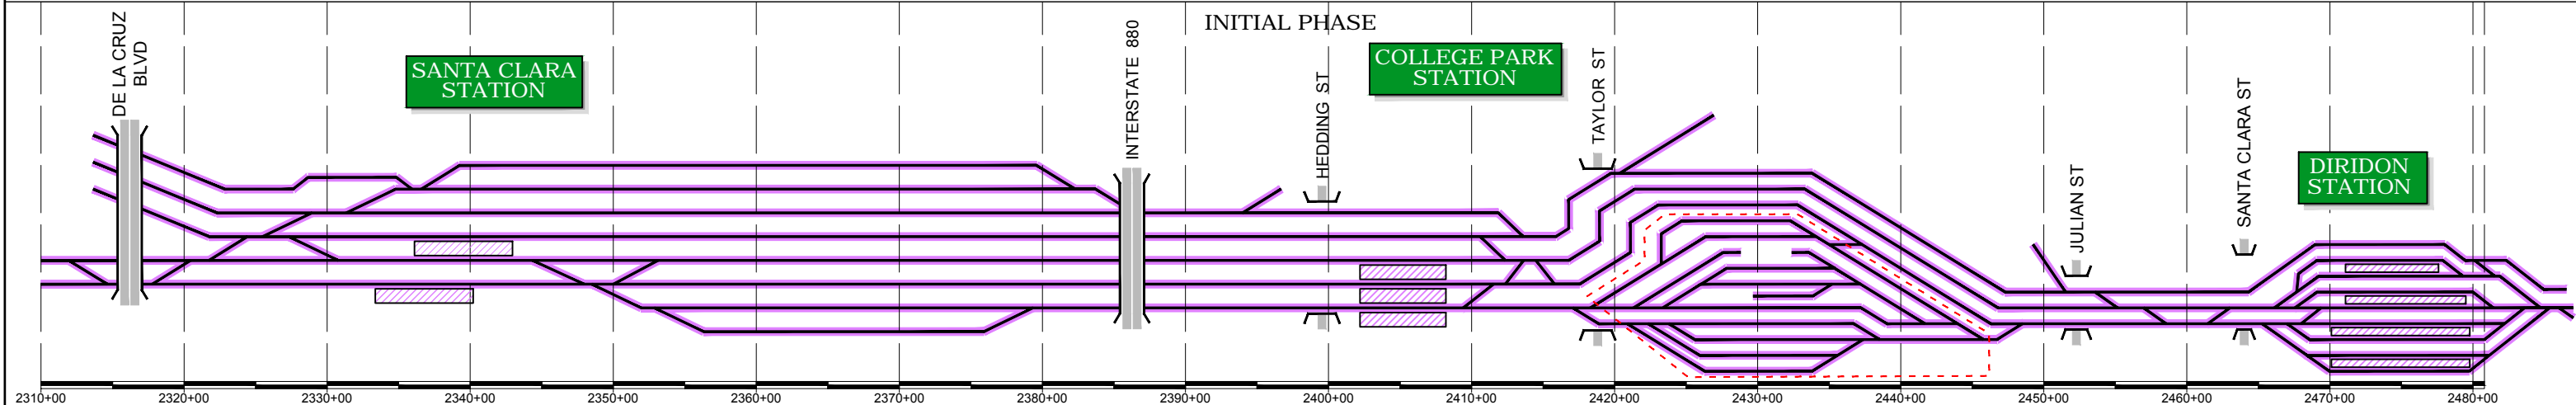 INITIAL PHASE
DE LA CRUZ
BLVD
SANTA CLARA
STATION
INTERSTATE 880
HEDDING ST
COLLEGE PARK
STATION
TAYLOR ST
JULIAN ST
SANTA CLARA ST
DIRIDON
STATION
2310+00 2320+00 2330+00 2340+00 2350+00 2360+00 2370+00 2380+00 2390+00 2400+00 2410+00 2420+00 2430+00 2440+00 2450+00 2460+00 2470+00 2480+00